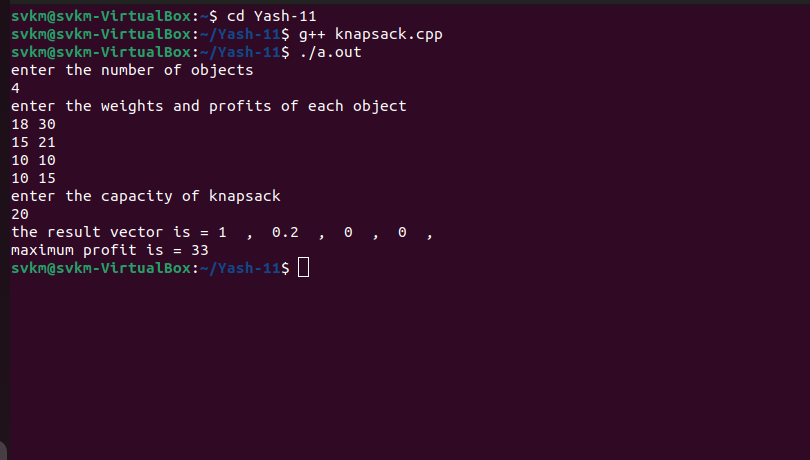 svkm@svkm-VirtualBox:~$ cd Yash-11
svkm@svkm-VirtualBox:~/Yash-11$ g++ knapsack.cpp
svkm@svkm-VirtualBox:~/Yash-11$ ./a.out
enter the number of objects
4
enter the weights and profits of each object
18 30
15 21
10 10
10 15
enter the capacity of knapsack
20
the result vector is = 1  ,  0.2  ,  0  ,  0  ,
maximum profit is = 33
svkm@svkm-VirtualBox:~/Yash-11$